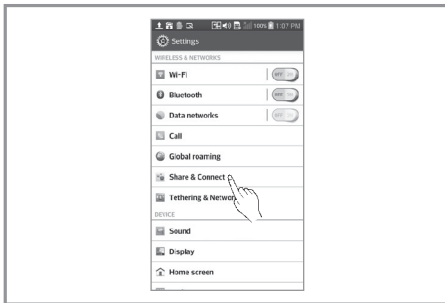 100% 1:07 PM
Settings
WIRELESS & NETWORKS
Wi-Fi
Bluetooth
Data networks
Call
Global roaming
Share & Connect
Tethering & Networ
DEVICE
Sound
Display
Home screen